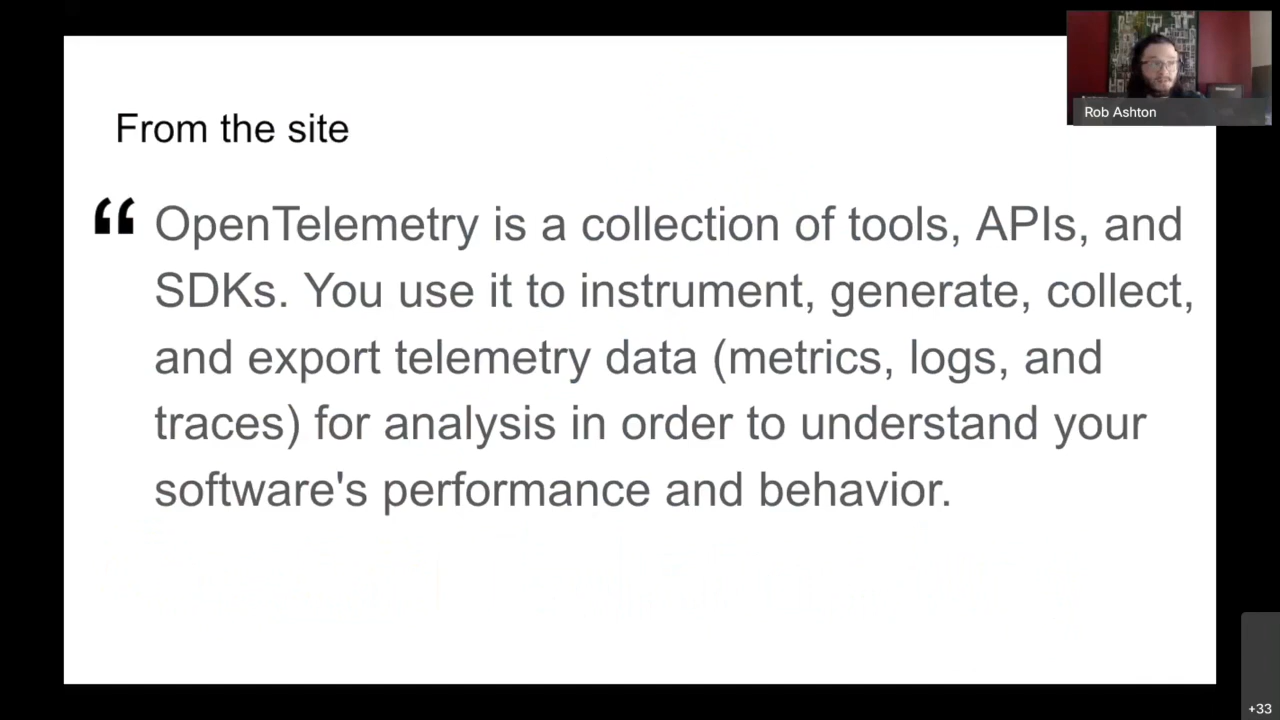 Rob Ashton
From the site
“ OpenTelemetry is a collection of tools, APIs, and
SDKs. You use it to instrument, generate, collect,
and export telemetry data (metrics, logs, and
traces) for analysis in order to understand your
software's performance and behavior.
+33